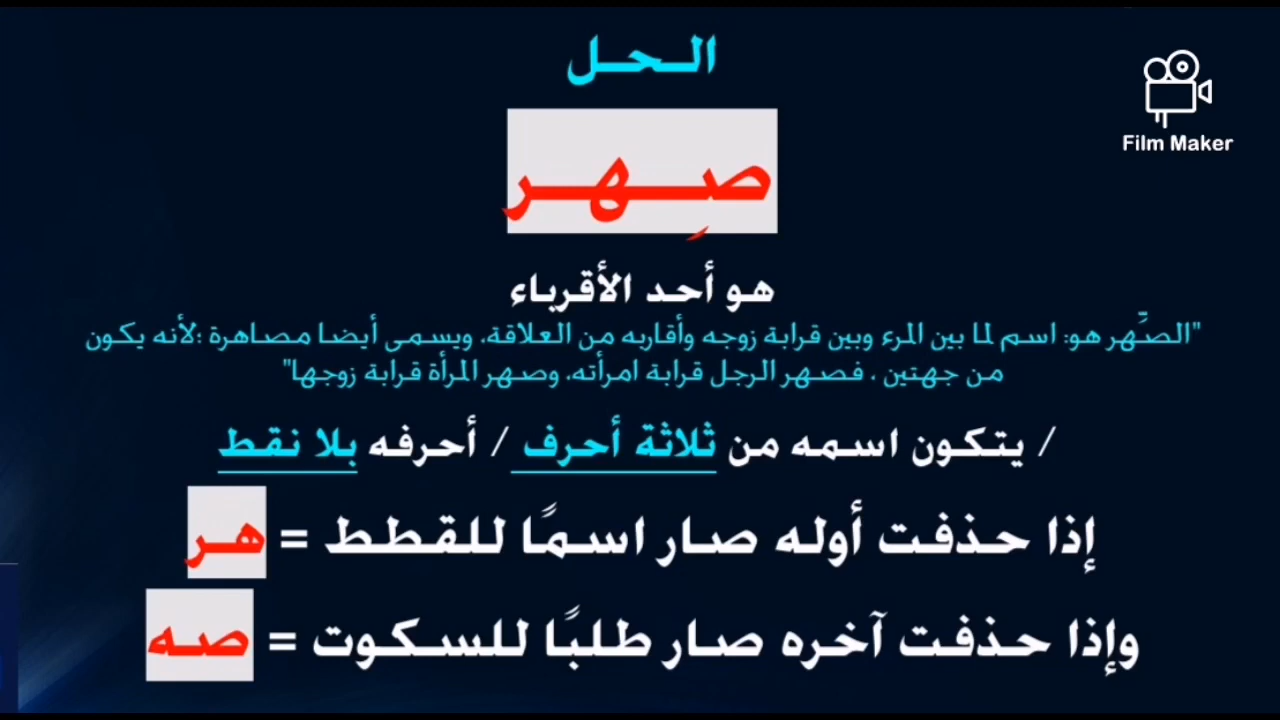 الـحـل
Film Maker
صِـهـر
هو أحد الأقرباء
"الصِّهر هو: اسم لما بين المرء وبين قرابة زوجه وأقاربه من العلاقة، ويسمى أيضا مصاهرة ؛لأنه يكون
من جهتين ، فصهر الرجل قرابة امرأته، وصهر المرأة قرابة زوجها"
/ يتكون اسمه من ثلاثة أحرف / أحرفه بلا نقط
إذا حذفت أوله صار اسمًا للقطط = هر
وإذا حذفت آخره صار طلبًا للسكوت = صه